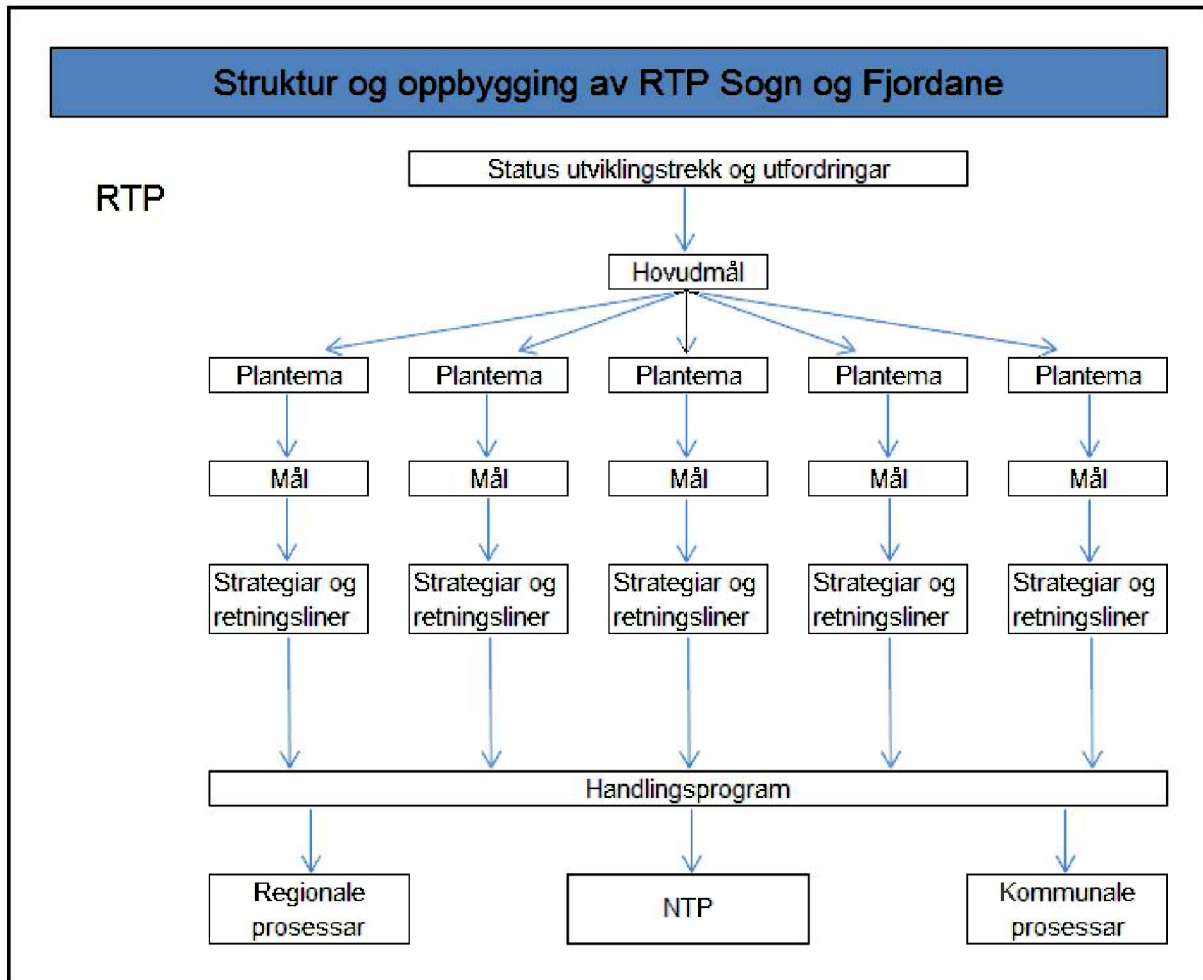 Struktur og oppbygging av RTP Sogn og Fjordane
Status utviklingstrekk og utfordringar
RTP
Hovudmål
Plantema Plantema Plantema Plantema Plantema
Mål Mål Mål Mål Mål
Strategiar og Strategiar og Strategiar og Strategiar og Strategiar og
retningsliner retningsliner retningsliner retningsliner retningsliner
Handlingsprogram
Regionale
prosessar
NTP
Kommunale
prosessar